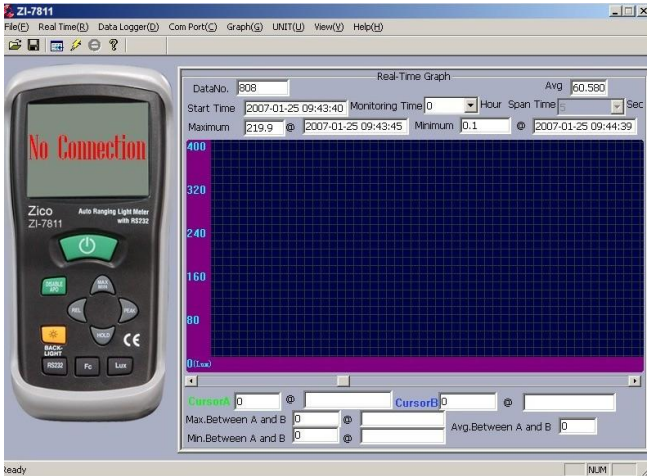 ZI-7811
File(F) Real Time(R) Data Logger(D) Com Port(C) Graph(G) UNIT(U) View(V) Help(H)
Real-Time Graph
DataNo. 808 Avg 60.580
Start Time 2007-01-25 09:43:40 Monitoring Time 0 Hour Span Time 5 Sec
Maximum 219.9 @ 2007-01-25 09:43:45 Minimum 0.1 @ 2007-01-25 09:44:39
400
320
240
160
80
0(Lux)
No Connection
Zico
ZI-7811
Auto Ranging Light Meter
with RS232
DISABLE
APO
MAX
MIN
REL
PEAK
HOLD
BACK-
LIGHT
CE
RS232 Fc Lux
CursorA 0 @ CursorB 0 @
Max.Between A and B 0 @
Avg.Between A and B 0
Min.Between A and B 0 @
Ready NUM